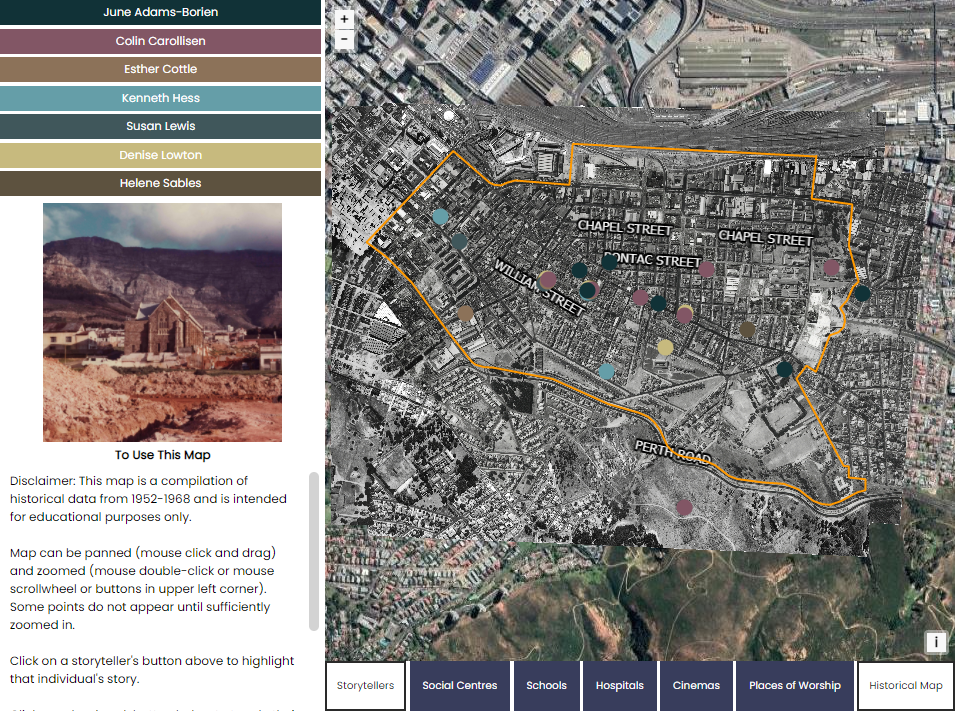 June Adams-Borien
Colin Carollisen
Esther Cottle
Kenneth Hess
Susan Lewis
Denise Lowton
Helene Sables
To Use This Map
Disclaimer: This map is a compilation of
historical data from 1952-1968 and is intended
for educational purposes only.
Map can be panned (mouse click and drag)
and zoomed (mouse double-click or mouse
scrollwheel or buttons in upper left corner).
Some points do not appear until sufficiently
zoomed in.
Click on a storyteller's button above to highlight
that individual's story.
+
−
CHAPEL STREET
CHAPEL STREET
PONTAC STREET
WILLIAM STREET
PERTH ROAD
i
Storytellers
Social Centres
Schools
Hospitals
Cinemas
Places of Worship
Historical Map